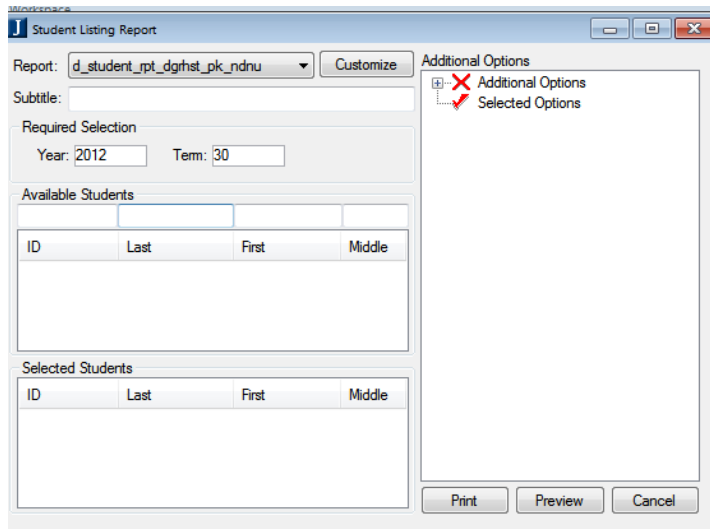 Workspace
J Student Listing Report
Report: d_student_rpt_dgrhst_pk_ndnu Customize
Subtitle:
Required Selection
Year: 2012 Term: 30
Available Students
ID Last First Middle
Selected Students
ID Last First Middle
Additional Options
Additional Options
Selected Options
Print Preview Cancel